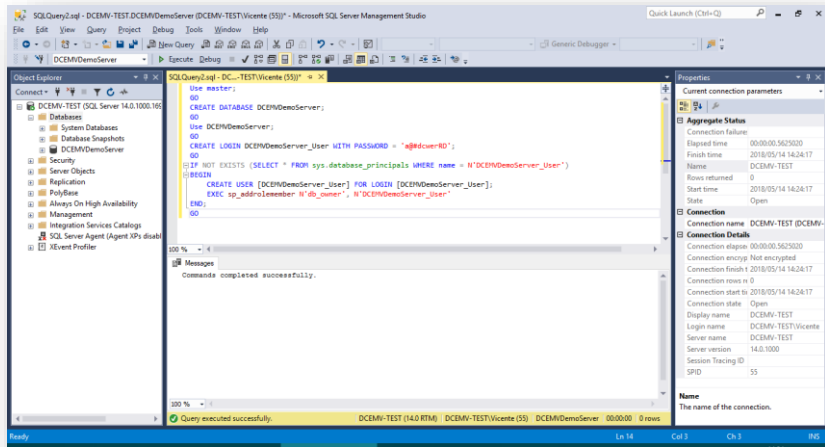 SQLQuery2.sql - DCEMV-TEST.DCEMVDemoServer (DCEMV-TEST\Vicente (55))* - Microsoft SQL Server Management Studio
Quick Launch (Ctrl+Q)
File Edit View Query Project Debug Tools Window Help
New Query
Generic Debugger
DCEMVDemoServer
Execute Debug
Object Explorer
Connect
DCEMV-TEST (SQL Server 14.0.1000.169
Databases
System Databases
Database Snapshots
DCEMVDemoServer
Security
Server Objects
Replication
PolyBase
Always On High Availability
Management
Integration Services Catalogs
SQL Server Agent (Agent XPs disabl
XEvent Profiler
SQLQuery2.sql - DC...-TEST\Vicente (55))*
Use master;
GO
CREATE DATABASE DCEMVDemoServer;
GO
Use DCEMVDemoServer;
GO
CREATE LOGIN DCEMVDemoServer_User WITH PASSWORD = 'a@#dcwerRD';
GO
IF NOT EXISTS (SELECT * FROM sys.database_principals WHERE name = N'DCEMVDemoServer_User')
BEGIN
CREATE USER [DCEMVDemoServer_User] FOR LOGIN [DCEMVDemoServer_User];
EXEC sp_addrolemember N'db_owner', N'DCEMVDemoServer_User'
END;
GO
100 %
Messages
Commands completed successfully.
100 %
Query executed successfully. DCEMV-TEST (14.0 RTM) DCEMV-TEST\Vicente (55) DCEMVDemoServer 00:00:00 0 rows
Properties
Current connection parameters
Aggregate Status
Connection failure:
Elapsed time 00:00:00.5625020
Finish time 2018/05/14 14:24:17
Name DCEMV-TEST
Rows returned 0
Start time 2018/05/14 14:24:17
State Open
Connection
Connection name DCEMV-TEST (DCEMV-
Connection Details
Connection elapse 00:00:00.5625020
Connection encryp Not encrypted
Connection finish t 2018/05/14 14:24:17
Connection rows r 0
Connection start ti 2018/05/14 14:24:17
Connection state Open
Display name DCEMV-TEST
Login name DCEMV-TEST\Vicente
Server name DCEMV-TEST
Server version 14.0.1000
Session Tracing ID
SPID 55
Name
The name of the connection.
Ready Ln 14 Col 3 Ch 3 INS